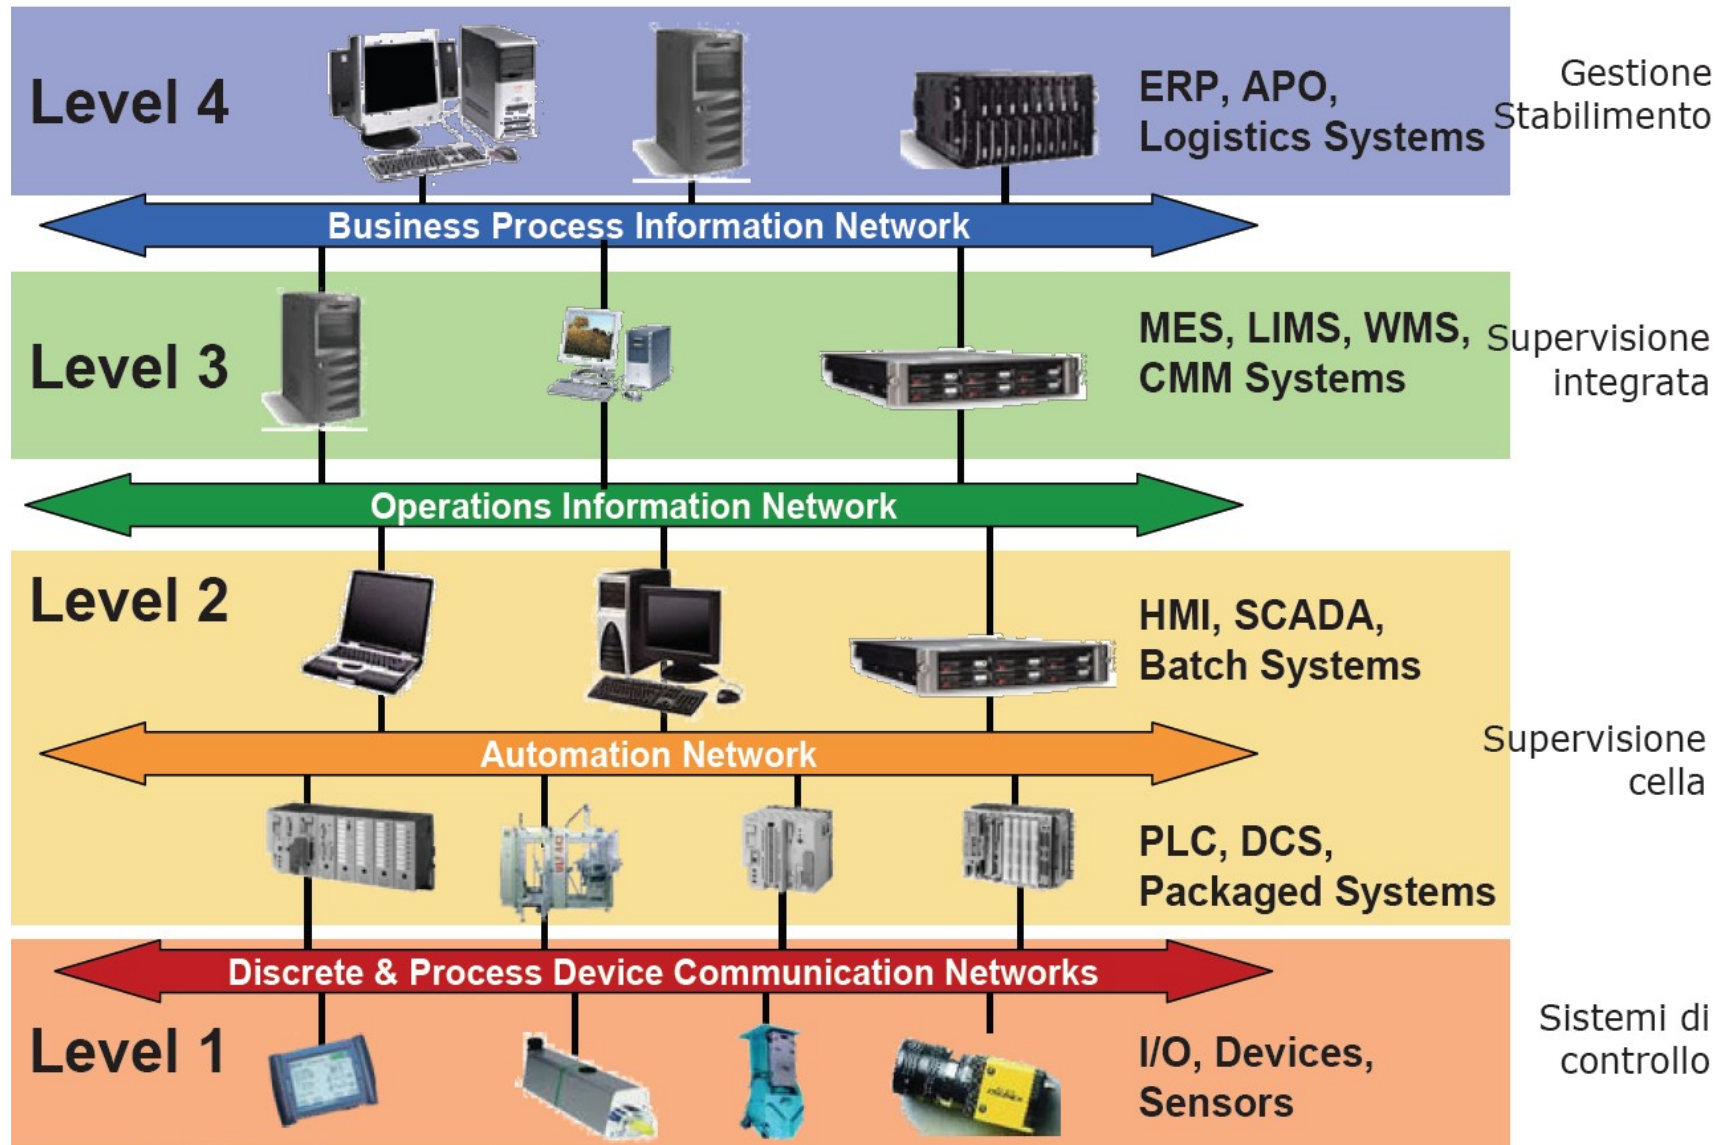 Level 4
ERP, APO,
Logistics Systems
Gestione
Stabilimento
Business Process Information Network
Level 3
MES, LIMS, WMS,
CMM Systems
Supervisione
integrata
Operations Information Network
Level 2
HMI, SCADA,
Batch Systems
Automation Network
Supervisione
cella
PLC, DCS,
Packaged Systems
Discrete & Process Device Communication Networks
Level 1
I/O, Devices,
Sensors
Sistemi di
controllo